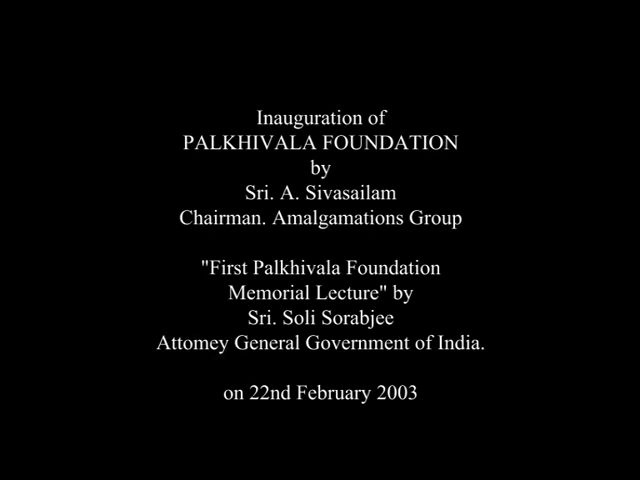 Inauguration of
PALKHIVALA FOUNDATION
by
Sri. A. Sivasailam
Chairman. Amalgamations Group
"First Palkhivala Foundation
Memorial Lecture" by
Sri. Soli Sorabjee
Attomey General Government of India.
on 22nd February 2003